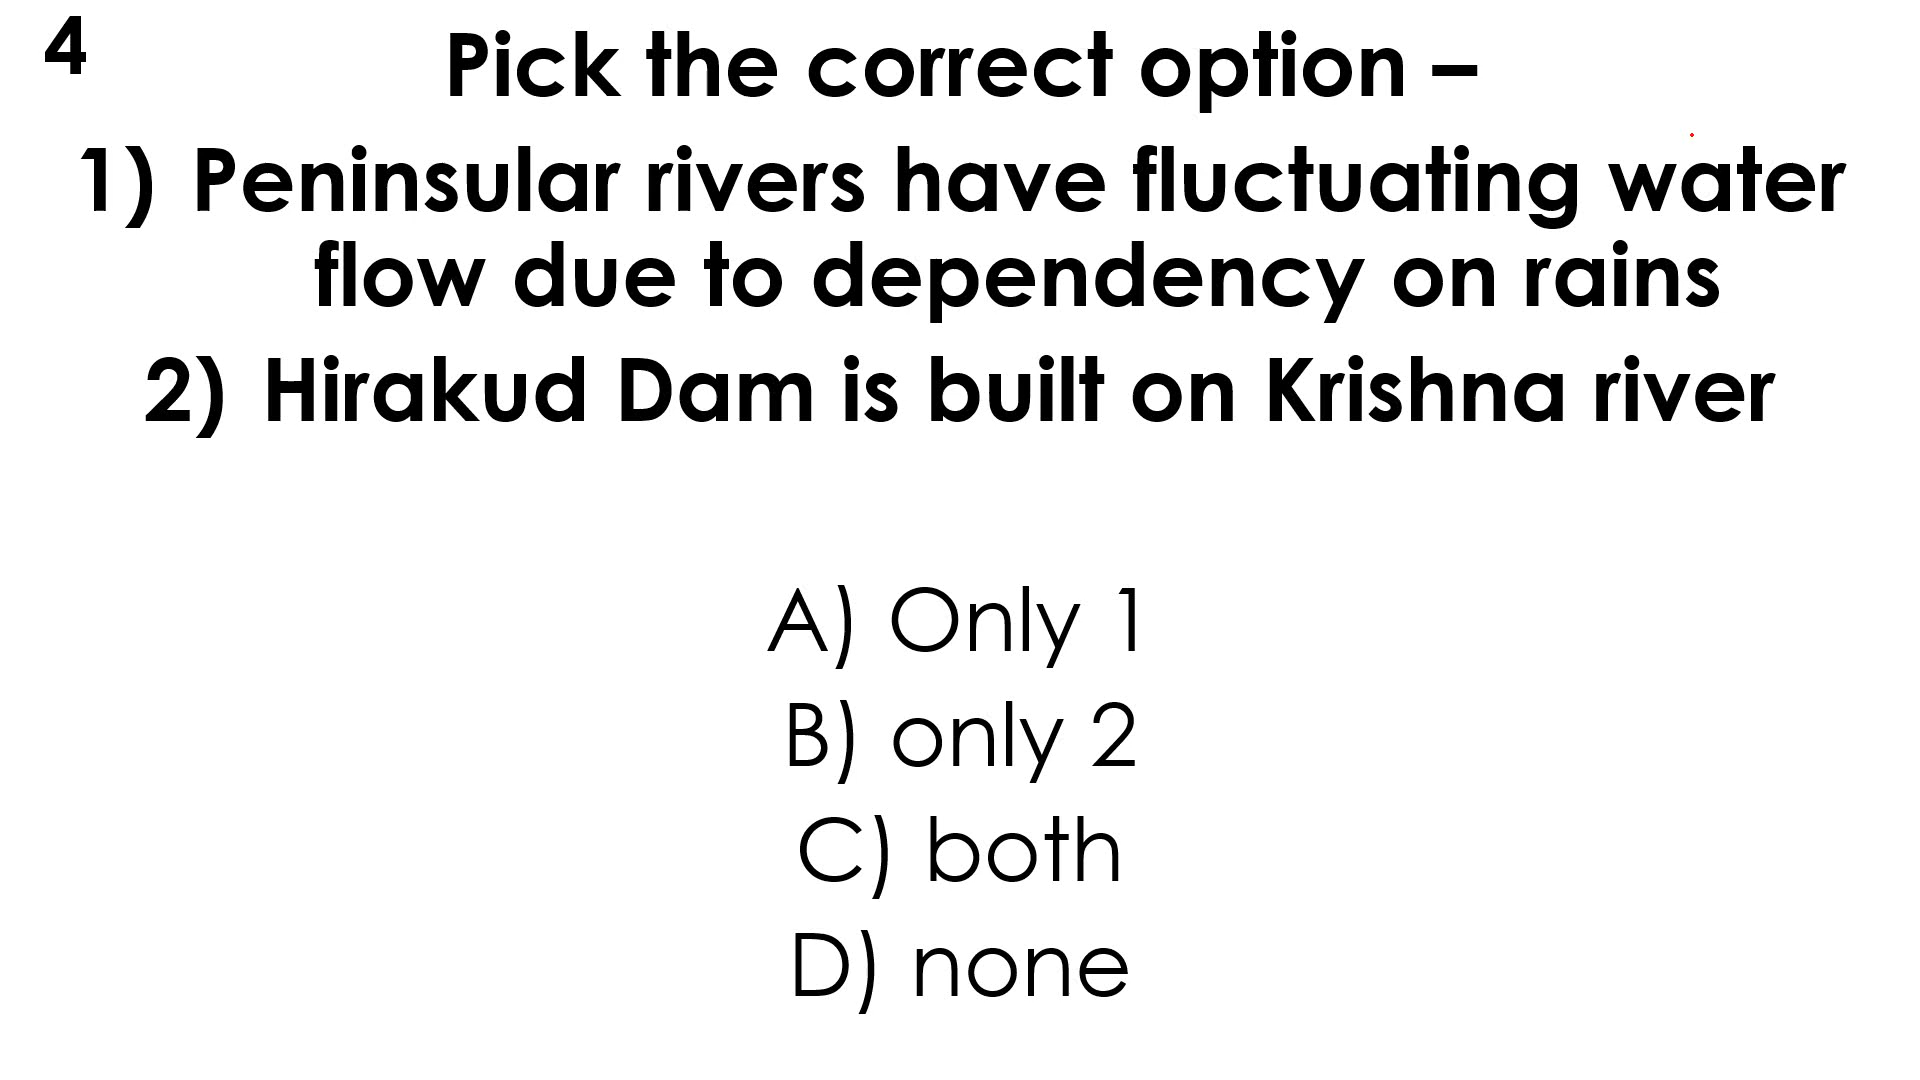 4
Pick the correct option –
1) Peninsular rivers have fluctuating water
flow due to dependency on rains
2) Hirakud Dam is built on Krishna river
A) Only 1
B) only 2
C) both
D) none